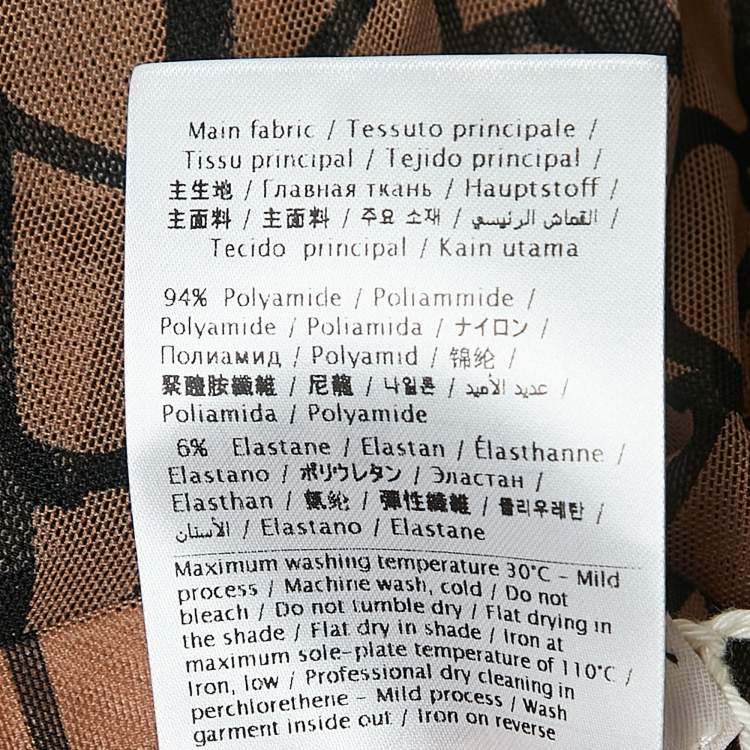 Main fabric / Tessuto principale /
Tissu principal / Tejido principal /
主生地 / Главная ткань / Hauptstoff /
主面料 / 主面料 / 주요 소재 / القماش الرئيسي /
Tecido principal / Kain utama
94% Polyamide / Poliammide /
Polyamide / Poliamida / ナイロン /
Полиамид / Polyamid / 锦纶 /
聚醯胺纖維 / 尼龍 / 나일론 / عديد الأميد /
Poliamida / Polyamide
6% Elastane / Elastan / Élasthanne /
Elastano / ポリウレタン / Эластан /
Elasthan / 氨纶 / 彈性纖維 / 폴리우레탄 /
الأستان / Elastano / Elastane
Maximum washing temperature 30°C - Mild
process / Machine wash, cold / Do not
bleach / Do not tumble dry / Flat drying in
the shade / Flat dry in shade / Iron at
maximum sole-plate temperature of 110°C /
Iron, low / Professional dry cleaning in
perchlorethene - Mild process / Wash
garment inside out / Iron on reverse